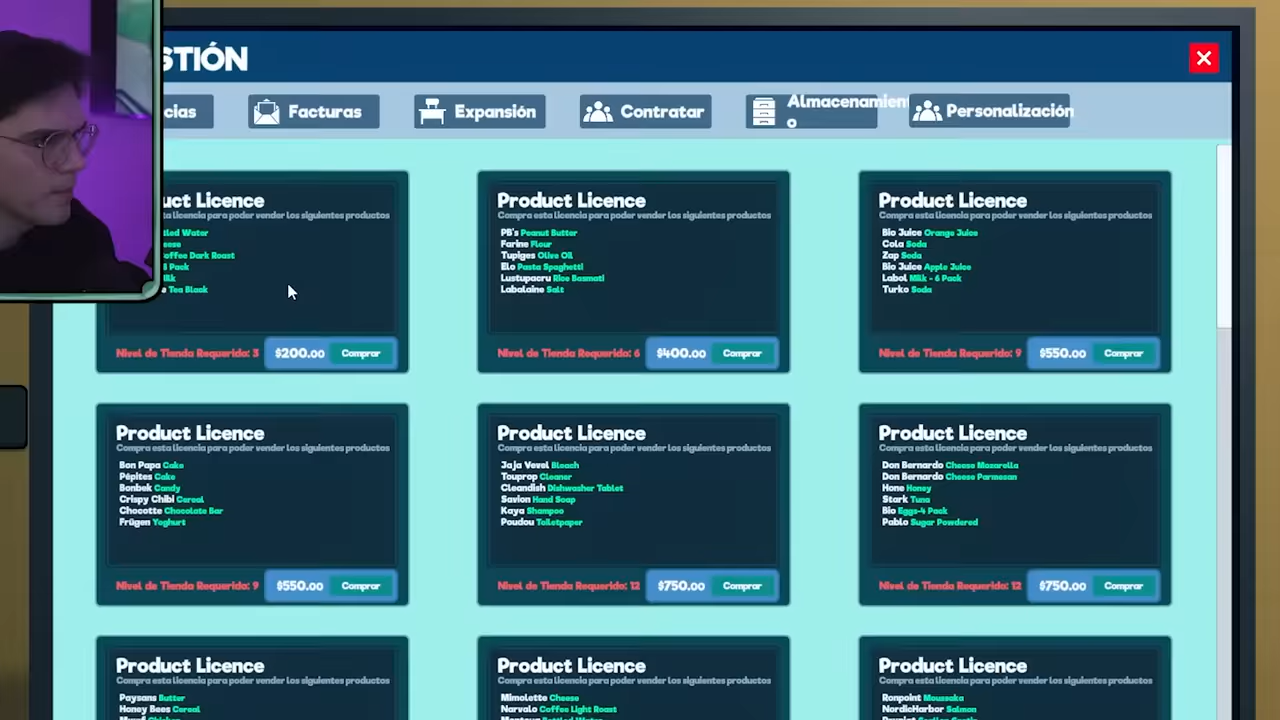 STIÓN
cias
Facturas
Expansión
Contratar
Almacenamien
o
Personalización
uct Licence
ta licencia para poder vender los siguientes productos
tled Water
eese
offee Dark Roast
6 Pack
ilk
s Tea Black
Nivel de Tienda Requerido: 3
$200.00
Comprar
Product Licence
Compra esta licencia para poder vender los siguientes productos
PB's Peanut Butter
Farine Flour
Tupiges Olive Oil
Elo Pasta Spaghetti
Lustupacru Rice Basmati
Labalaine Salt
Nivel de Tienda Requerido: 6
$400.00
Comprar
Product Licence
Compra esta licencia para poder vender los siguientes productos
Bio Juice Orange Juice
Cola Soda
Zap Soda
Bio Juice Apple Juice
Labol Milk - 6 Pack
Turko Soda
Nivel de Tienda Requerido: 9
$550.00
Comprar
Product Licence
Compra esta licencia para poder vender los siguientes productos
Bon Papa Cake
Pépites Cake
Bonbek Candy
Crispy Chibi Cereal
Chocotte Chocolate Bar
Frügen Yoghurt
Nivel de Tienda Requerido: 9
$550.00
Comprar
Product Licence
Compra esta licencia para poder vender los siguientes productos
Jaja Vevel Bleach
Touprop Cleaner
Cleandish Dishwasher Tablet
Savion Hand Soap
Kaya Shampoo
Poudou Toiletpaper
Nivel de Tienda Requerido: 12
$750.00
Comprar
Product Licence
Compra esta licencia para poder vender los siguientes productos
Don Bernardo Cheese Mozarella
Don Bernardo Cheese Parmesan
Hone Honey
Stark Tuna
Bio Eggs-4 Pack
Pablo Sugar Powdered
Nivel de Tienda Requerido: 12
$750.00
Comprar
Product Licence
Compra esta licencia para poder vender los siguientes productos
Paysans Butter
Honey Bees Cereal
Product Licence
Compra esta licencia para poder vender los siguientes productos
Mimolette Cheese
Narvalo Coffee Light Roast
Bottled Water
Product Licence
Compra esta licencia para poder vender los siguientes productos
Ronpoint Moussaka
NordicHarbor Salmon